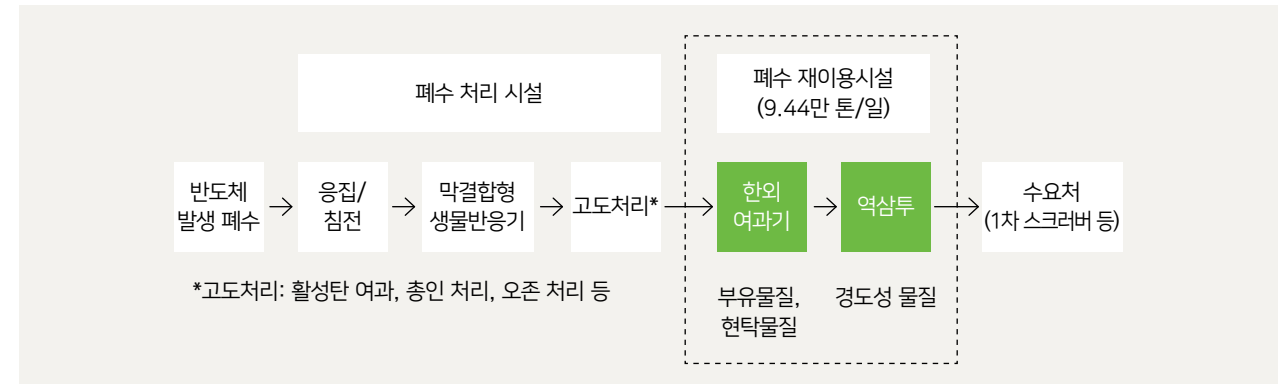 폐수 처리 시설
폐수 재이용시설
(9.44만 톤/일)
반도체
발생 폐수
응집/
침전
막결합형
생물반응기
고도처리*
한외
여과기
역삼투
수요처
(1차 스크러버 등)
*고도처리: 활성탄 여과, 총인 처리, 오존 처리 등
부유물질,
현탁물질
경도성 물질